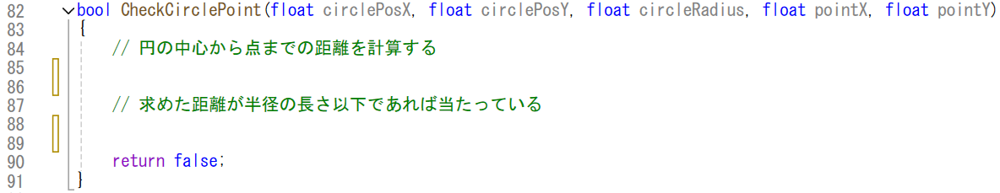 82 bool CheckCirclePoint(float circlePosX, float circlePosY, float circleRadius, float pointX, float pointY)
83 {
84 // 円の中心から点までの距離を計算する
85
86
87 // 求めた距離が半径の長さ以下であれば当たっている
88
89
90 return false;
91 }